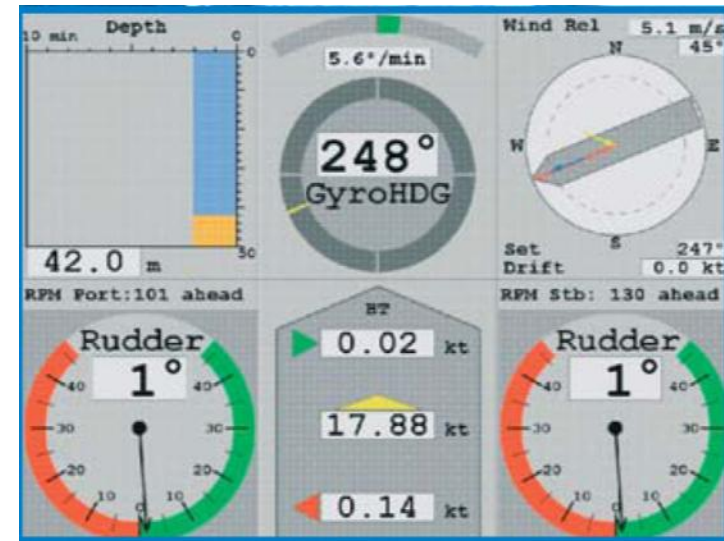 10 min Depth 0
0
50
42.0 m
5.6°/min
248°
GyroHDG
Wind Rel 5.1 m/s
45°
N
W E
S
Set 247°
Drift 0.0 kt
RPM Port:101 ahead
Rudder
1°
40 40
30 30
20 20
10 10
0
BT
0.02 kt
17.88 kt
0.14 kt
RPM Stb: 130 ahead
Rudder
1°
40 40
30 30
20 20
10 10
0